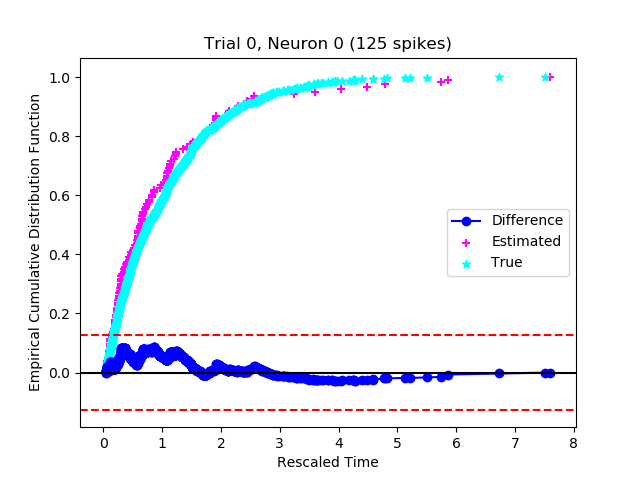 Trial 0, Neuron 0 (125 spikes)
Empirical Cumulative Distribution Function
1.0
0.8
0.6
0.4
0.2
0.0
Difference
Estimated
True
0 1 2 3 4 5 6 7 8
Rescaled Time